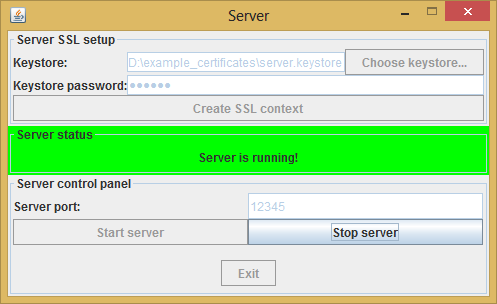 Server
Server SSL setup
Keystore: D:\example_certificates\server.keystore Choose keystore...
Keystore password: ●●●●●●
Create SSL context
Server status
Server is running!
Server control panel
Server port: 12345
Start server Stop server
Exit